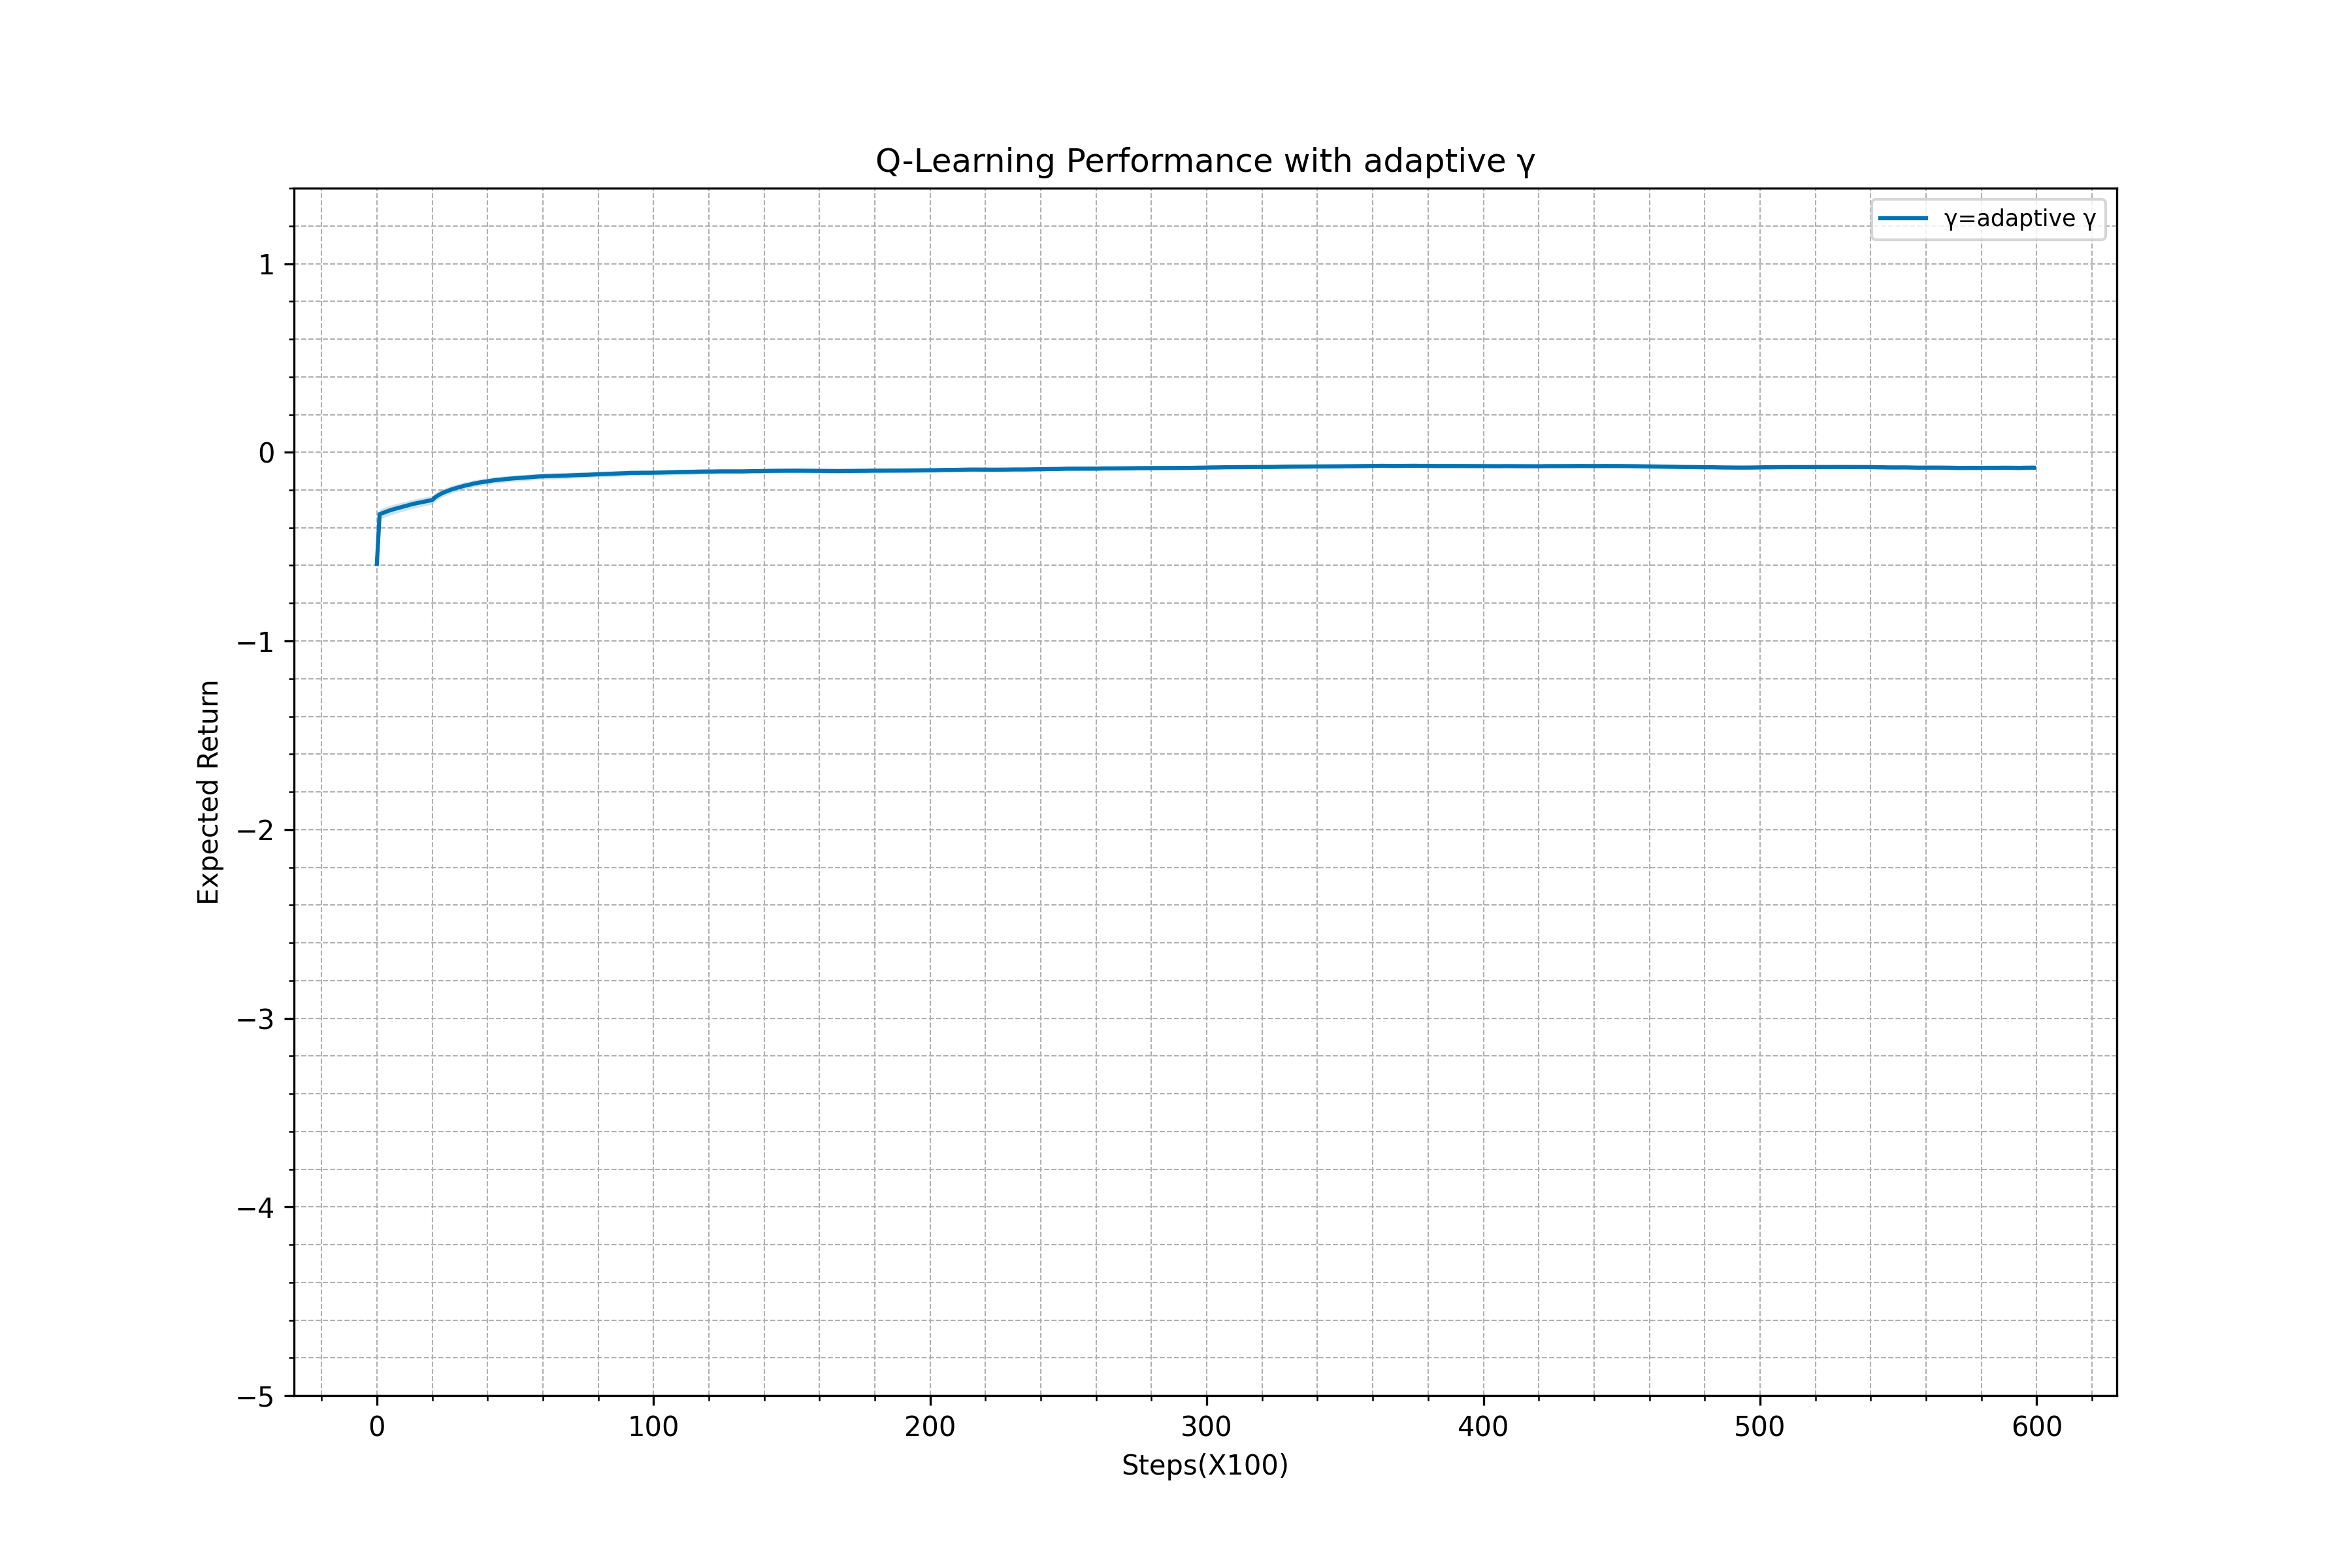 Q-Learning Performance with adaptive γ
γ=adaptive γ
1
0
−1
−2
−3
−4
−5
Expected Return
0 100 200 300 400 500 600
Steps(X100)